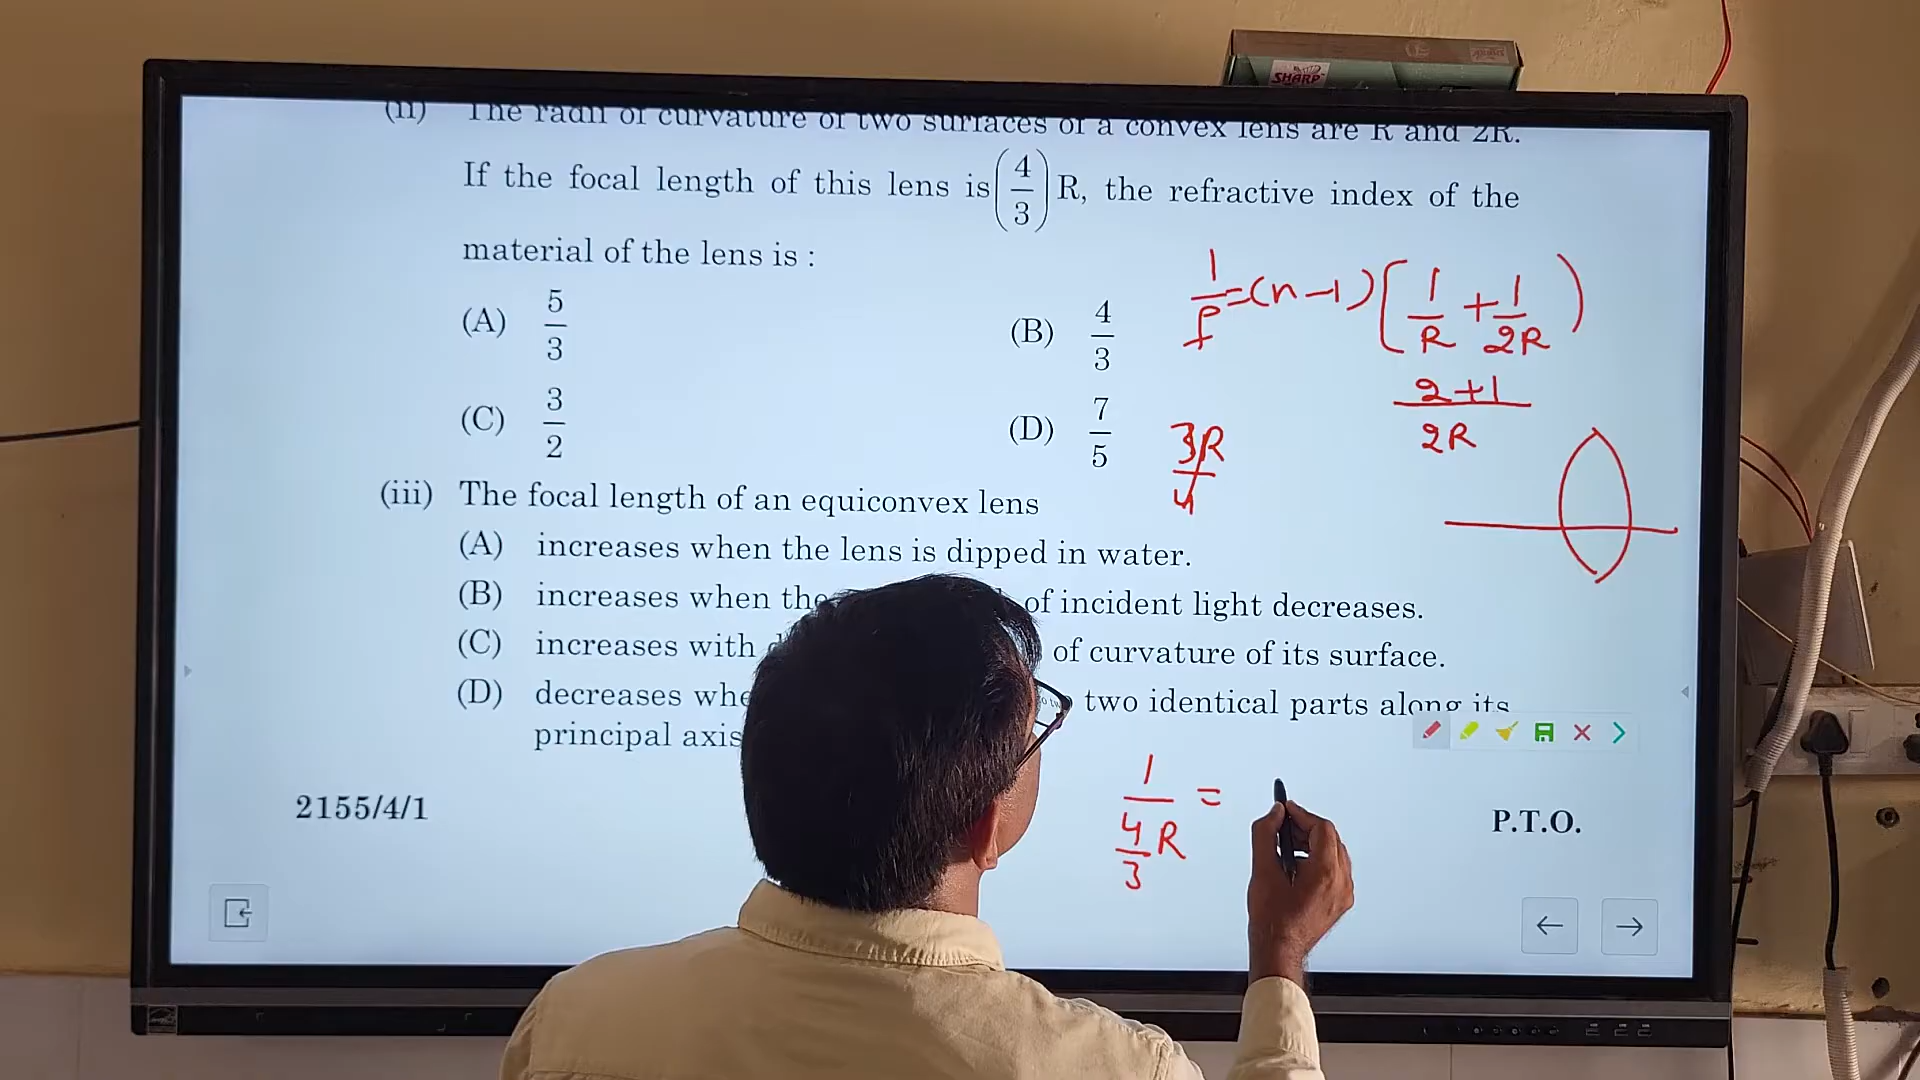 SHARP
(ii) The radii of curvature of two surfaces of a convex lens are R and 2R.
If the focal length of this lens is (4/3) R, the refractive index of the
material of the lens is :
(A) 5/3
(B) 4/3
(C) 3/2
(D) 7/5
1/f = (n-1) (1/R + 1/2R)
2+1/2R
3R/4
(iii) The focal length of an equiconvex lens
(A) increases when the lens is dipped in water.
(B) increases when the of incident light decreases.
(C) increases with of curvature of its surface.
(D) decreases two identical parts along its
principal axis
1/(4/3 R) =
2155/4/1
P.T.O.